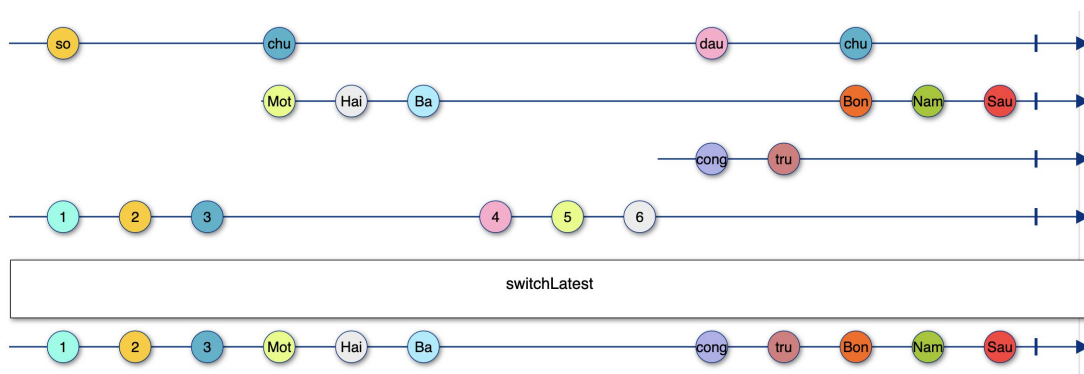 so chu dau chu
Mot Hai Ba Bon Nam Sau
cong tru
1 2 3 4 5 6
switchLatest
1 2 3 Mot Hai Ba cong tru Bon Nam Sau